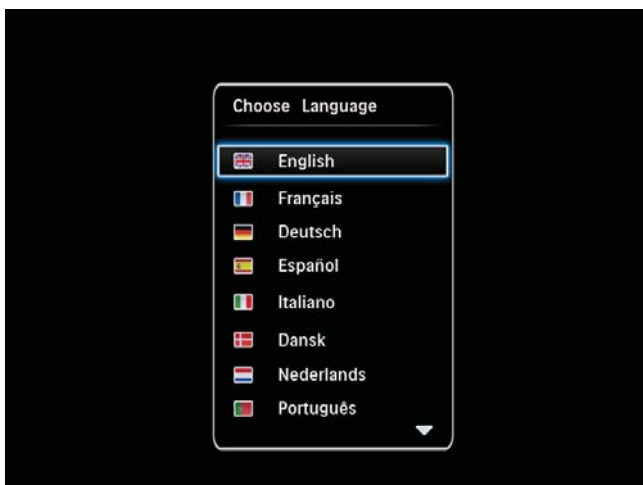 Choose Language
English
Français
Deutsch
Español
Italiano
Dansk
Nederlands
Português